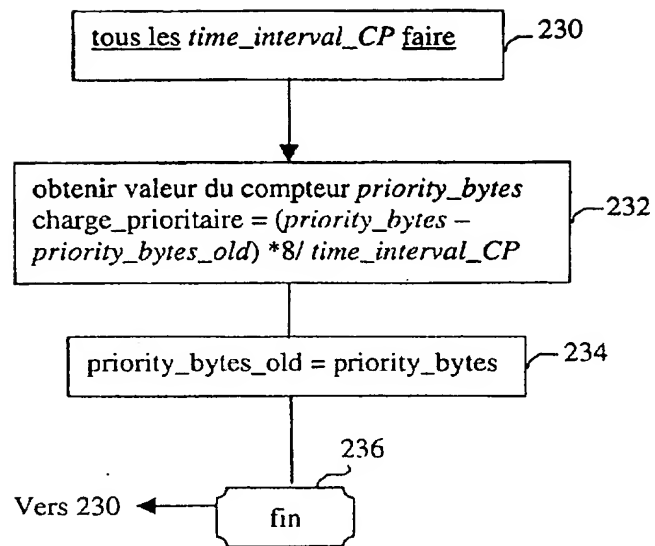 tous les time_interval_CP faire
230
obtenir valeur du compteur priority_bytes
charge_prioritaire = (priority_bytes –
priority_bytes_old) *8/ time_interval_CP
232
priority_bytes_old = priority_bytes
234
236
Vers 230
fin